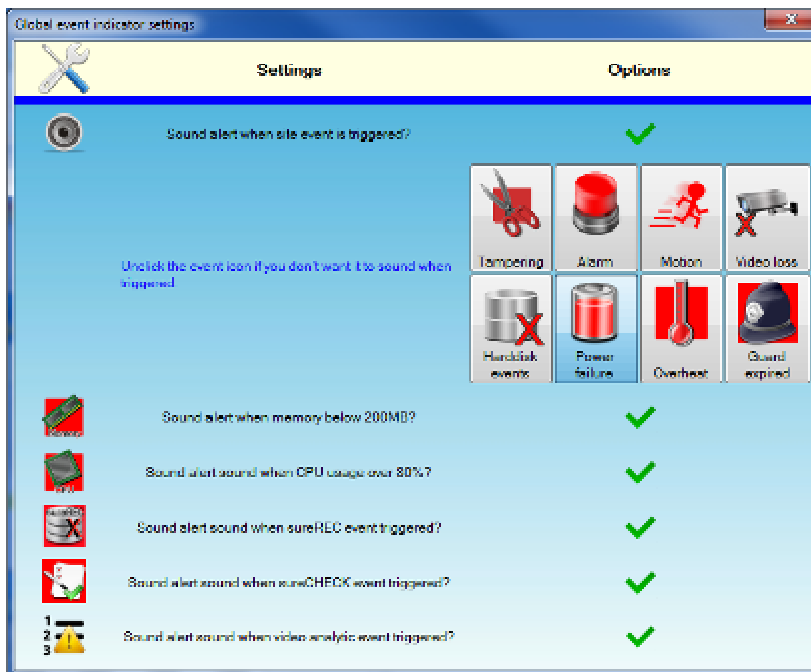 Global event indicator settings
Settings
Options
Sound alert when site event is triggered?
Unclick the event icon if you don't want it to sound when
triggered
Tampering
Alarm
Motion
Video loss
Harddisk
events
Power
failure
Overheat
Guard
expired
Sound alert when memory below 200MB?
Sound alert sound when CPU usage over 80%?
Sound alert sound when sureREC event triggered?
Sound alert sound when sureCHECK event triggered?
1
2
3
Sound alert sound when video analytic event triggered?